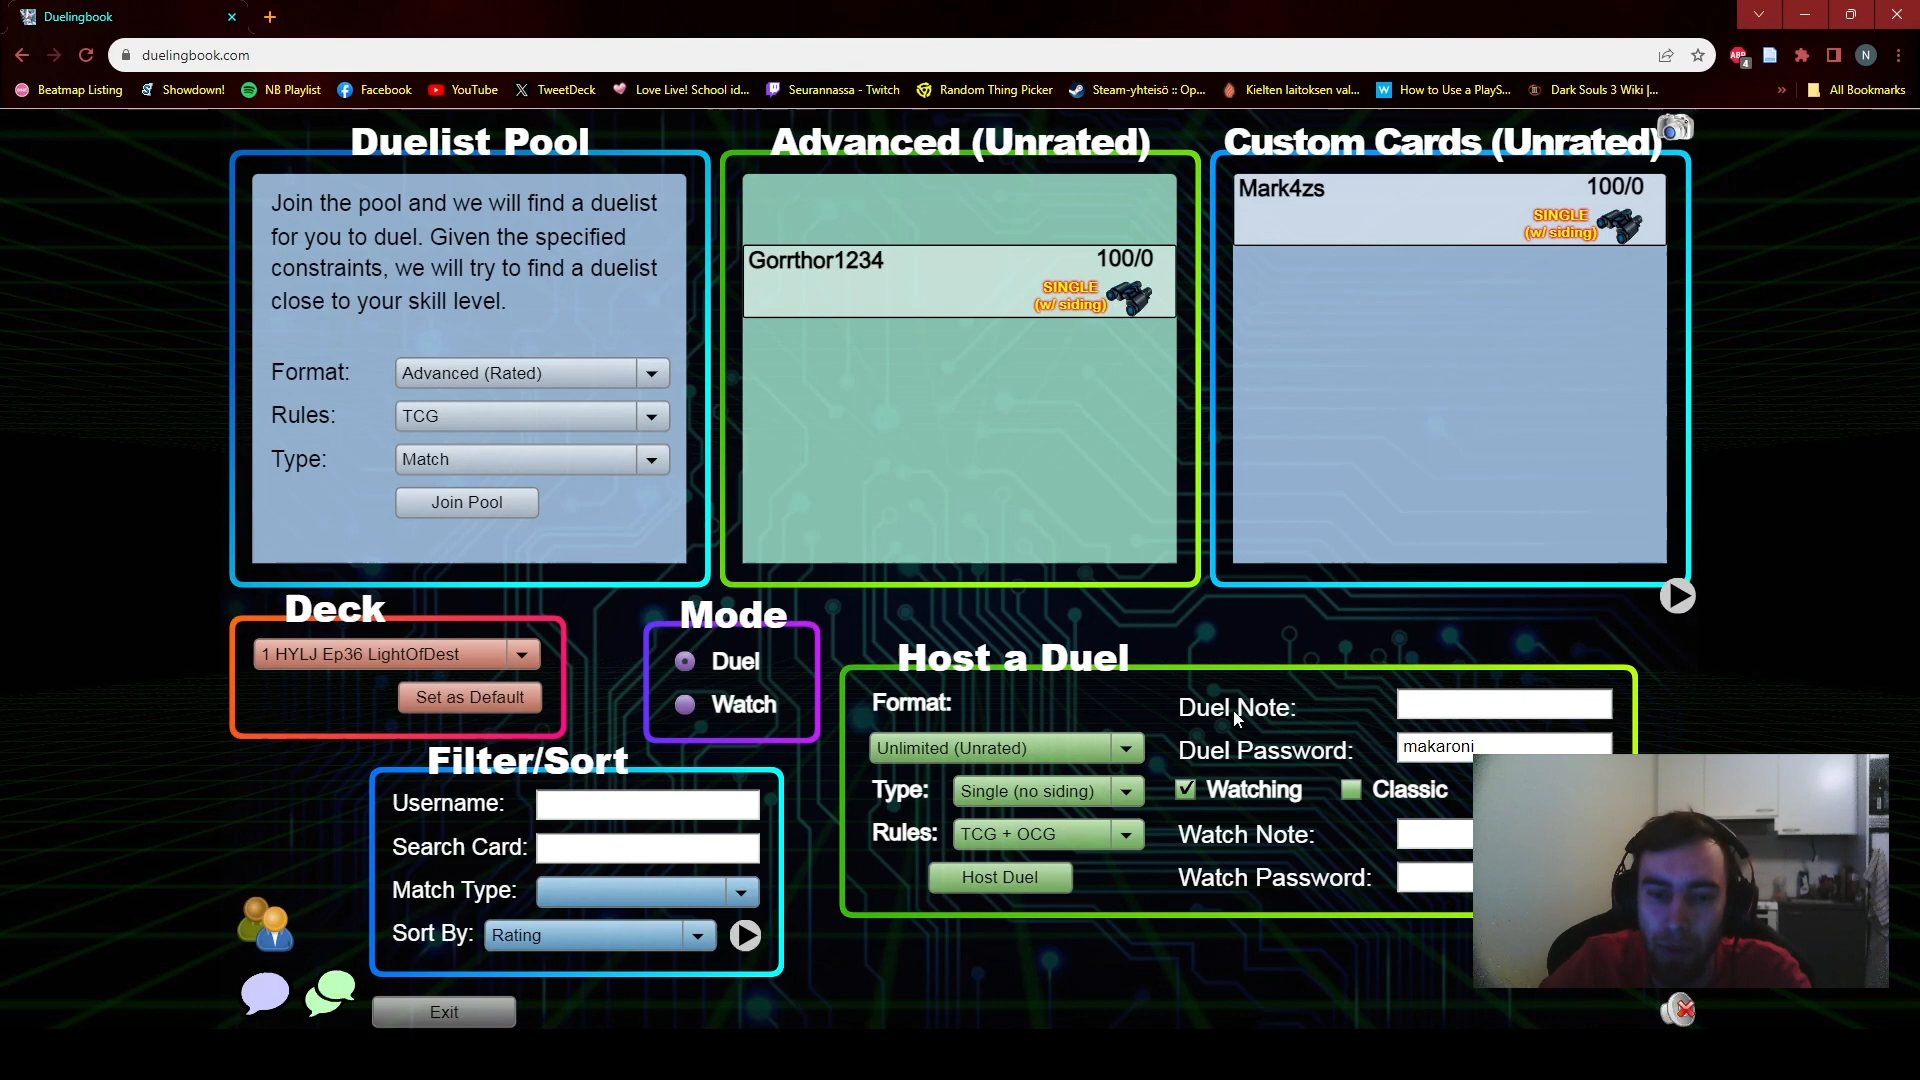 Duelingbook
duelingbook.com
ABP
4
N
Beatmap Listing
Showdown!
NB Playlist
Facebook
YouTube
TweetDeck
Love Live! School id...
Seurannassa - Twitch
Random Thing Picker
Steam-yhteisö :: Op...
Kielten laitoksen val...
W
How to Use a PlayS...
Dark Souls 3 Wiki |...
»
All Bookmarks
Duelist Pool
Join the pool and we will find a duelist
for you to duel. Given the specified
constraints, we will try to find a duelist
close to your skill level.
Format: Advanced (Rated)
Rules: TCG
Type: Match
Join Pool
Advanced (Unrated)
Gorrthor1234 100/0
SINGLE
(w/ siding)
Custom Cards (Unrated)
Mark4zs 100/0
SINGLE
(w/ siding)
Deck
1 HYLJ Ep36 LightOfDest
Set as Default
Mode
Duel
Watch
Filter/Sort
Username:
Search Card:
Match Type:
Sort By: Rating
Host a Duel
Format:
Unlimited (Unrated)
Type: Single (no siding)
Rules: TCG + OCG
Host Duel
Duel Note:
Duel Password: makaroni
Watching Classic
Watch Note:
Watch Password:
Exit